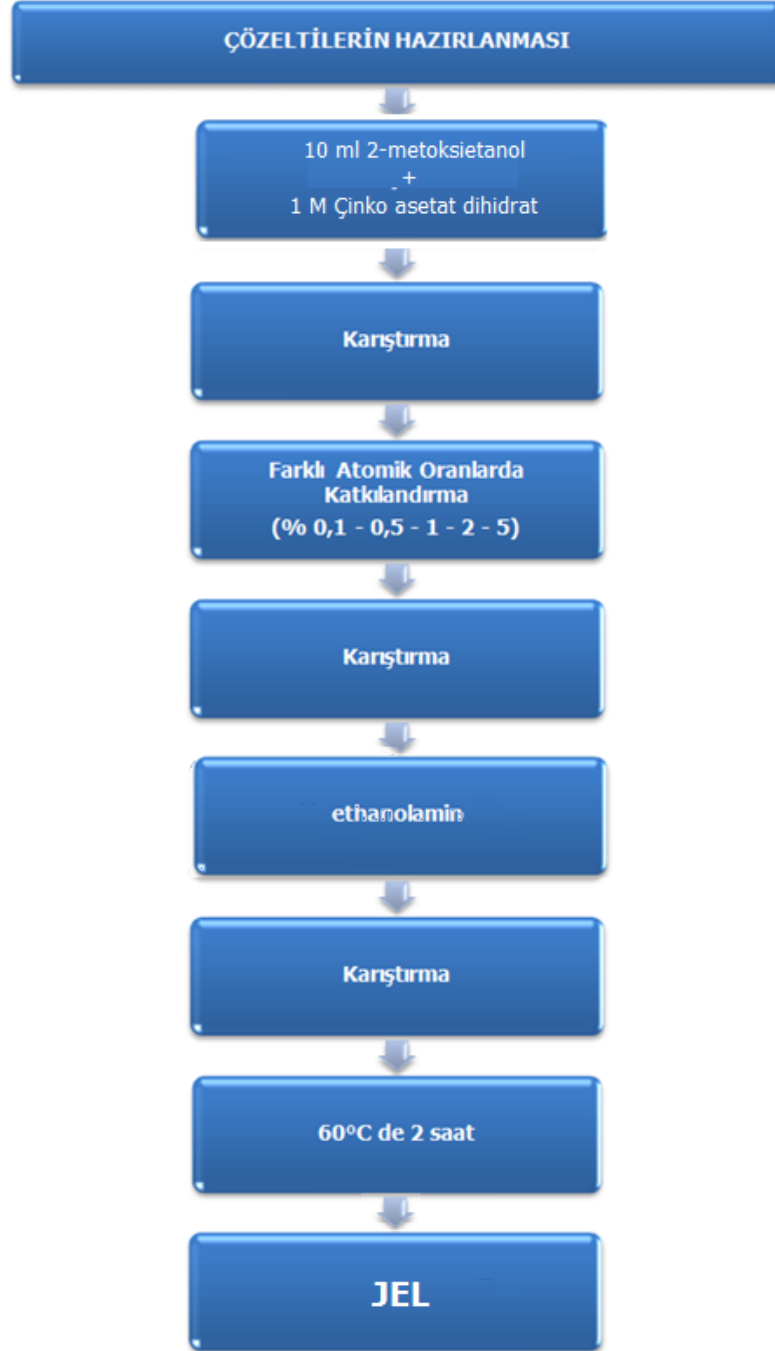 ÇÖZELTİLERİN HAZIRLANMASI
10 ml 2-metoksietanol
+
1 M Çinko asetat dihidrat
Karıştırma
Farklı Atomik Oranlarda
Katkılandırma
(% 0,1 - 0,5 - 1 - 2 - 5)
Karıştırma
ethanolamin
Karıştırma
60ºC de 2 saat
JEL